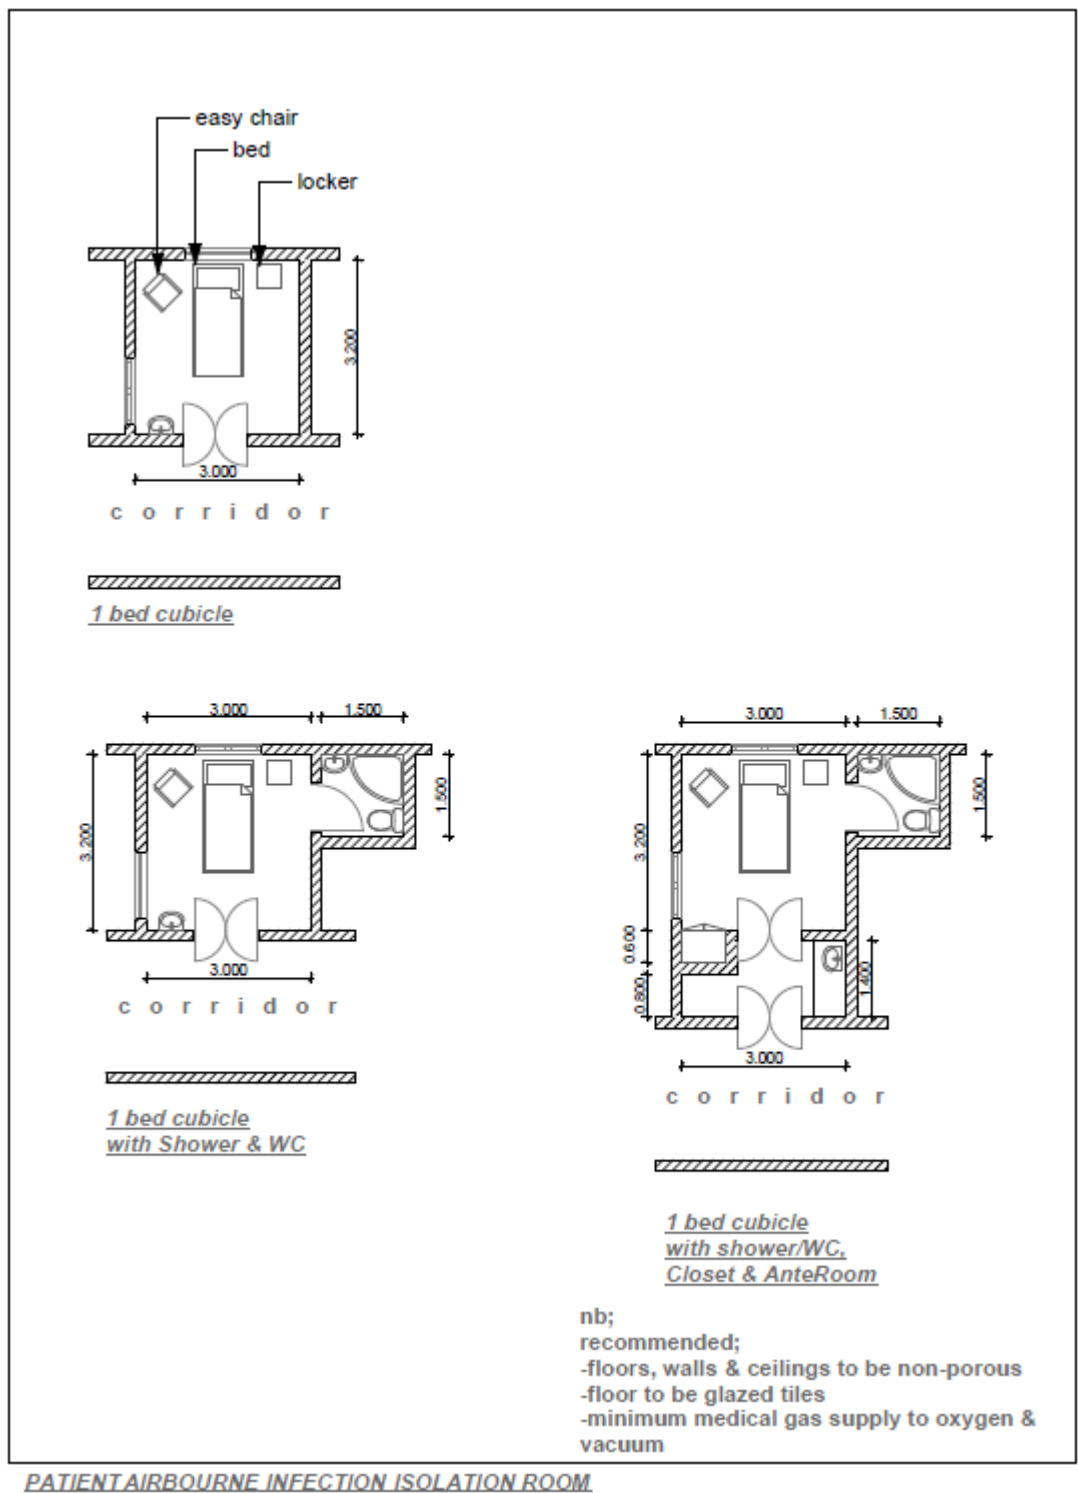 easy chair
bed
locker
3.200
3.000
corridor
1 bed cubicle
3.000
1.500
3.200
1.500
3.000
corridor
1 bed cubicle
with Shower & WC
3.000
1.500
3.200
1.500
0.600
0.800
1.400
3.000
corridor
1 bed cubicle
with shower/WC,
Closet & AnteRoom
nb;
recommended;
-floors, walls & ceilings to be non-porous
-floor to be glazed tiles
-minimum medical gas supply to oxygen &
vacuum
PATIENT AIRBOURNE INFECTION ISOLATION ROOM